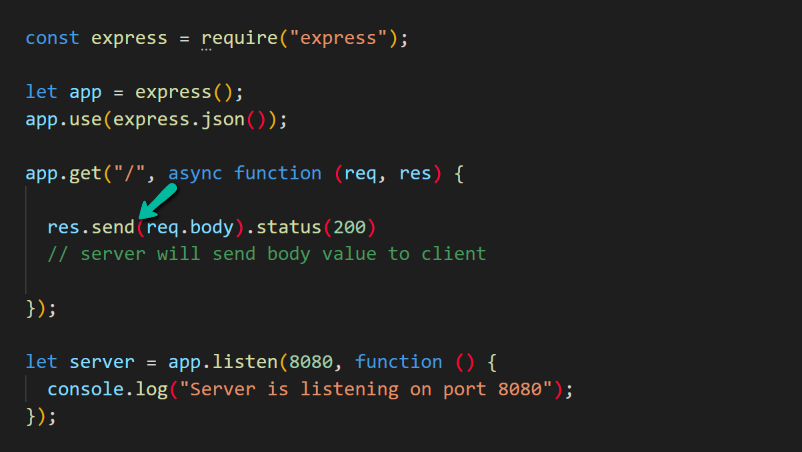 const express = require("express");
let app = express();
app.use(express.json());
app.get("/", async function (req, res) {
res.send(req.body).status(200)
// server will send body value to client
});
let server = app.listen(8080, function () {
console.log("Server is listening on port 8080");
});